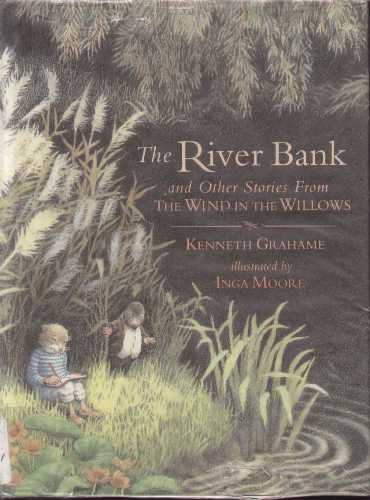 The River Bank
and Other Stories From
THE WIND IN THE WILLOWS
KENNETH GRAHAME
illustrated by
INGA MOORE